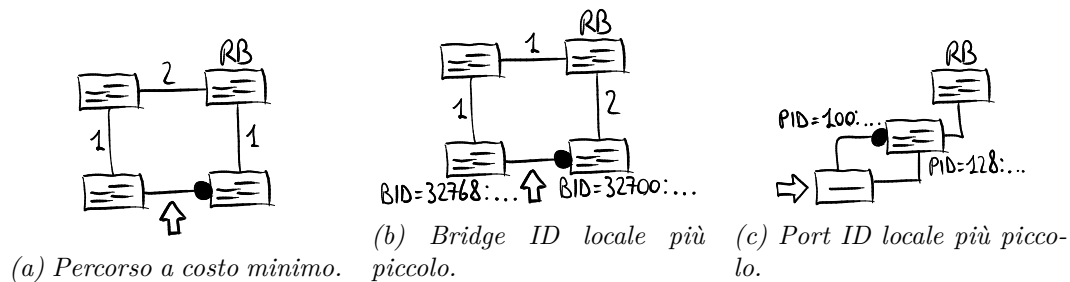 RB
2
1
1
(a) Percorso a costo minimo.
RB
1
1
2
BID=32768:...
BID=32700:...
(b) Bridge ID locale più
piccolo.
RB
PID=100:...
PID=128:...
(c) Port ID locale più picco-
lo.